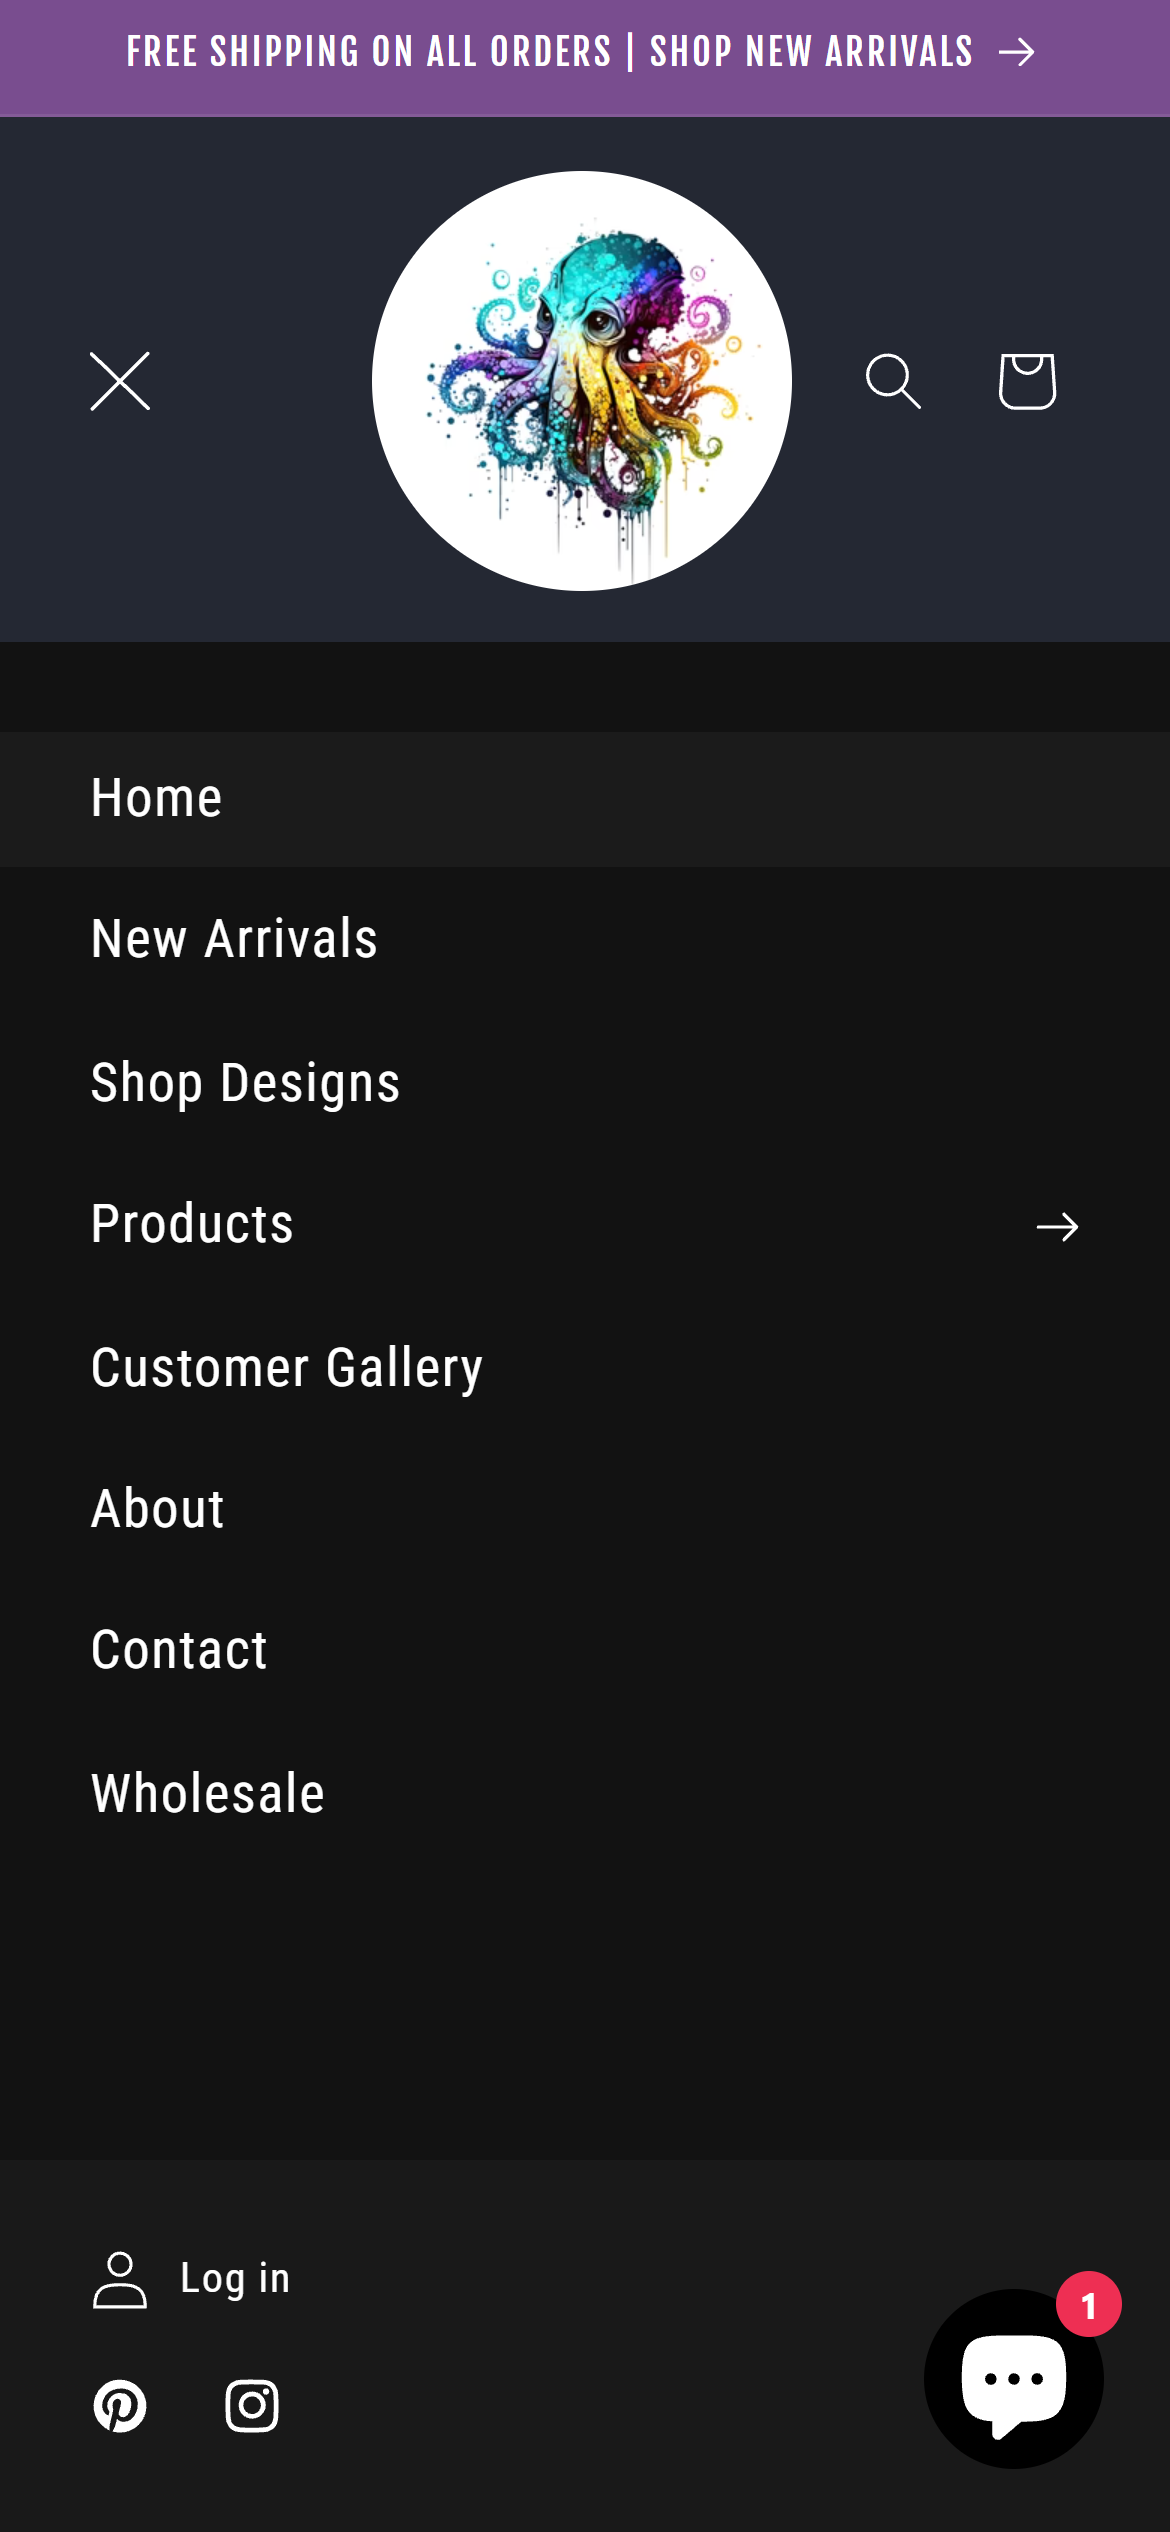 FREE SHIPPING ON ALL ORDERS | SHOP NEW ARRIVALS →
Home
New Arrivals
Shop Designs
Products →
Customer Gallery
About
Contact
Wholesale
Log in
1